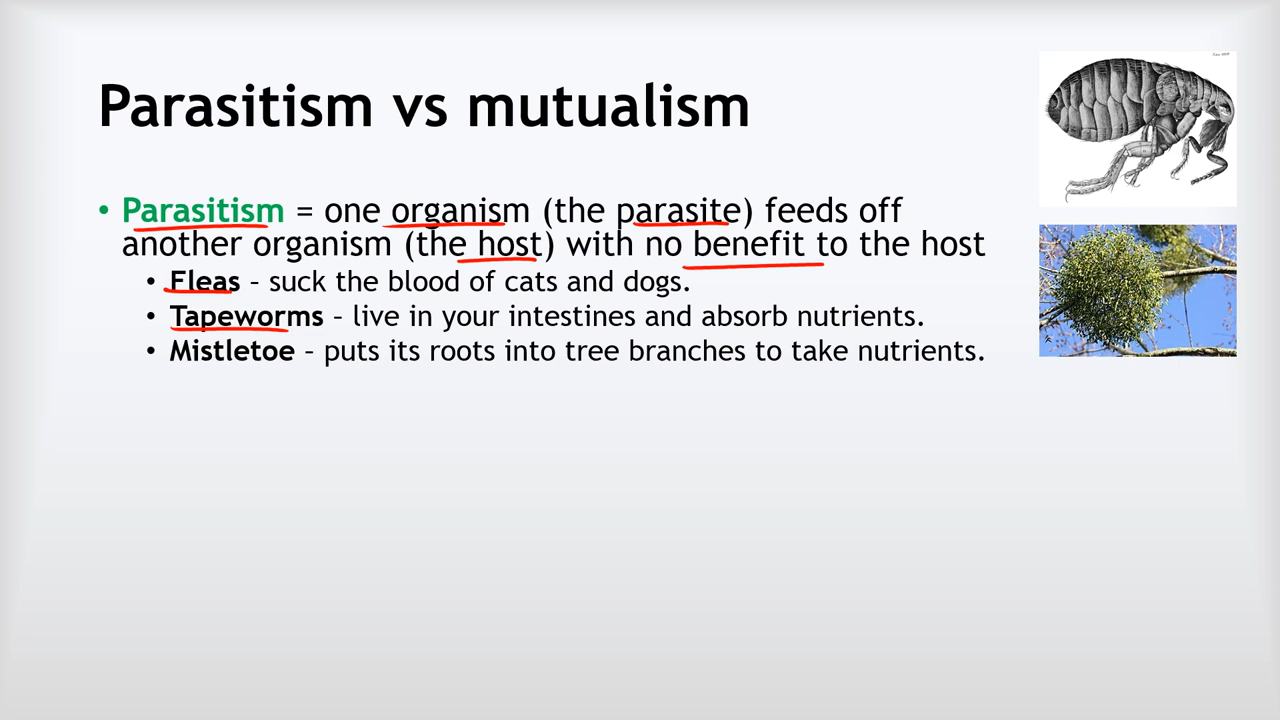 Parasitism vs mutualism
• Parasitism = one organism (the parasite) feeds off
another organism (the host) with no benefit to the host
• Fleas – suck the blood of cats and dogs.
• Tapeworms – live in your intestines and absorb nutrients.
• Mistletoe – puts its roots into tree branches to take nutrients.